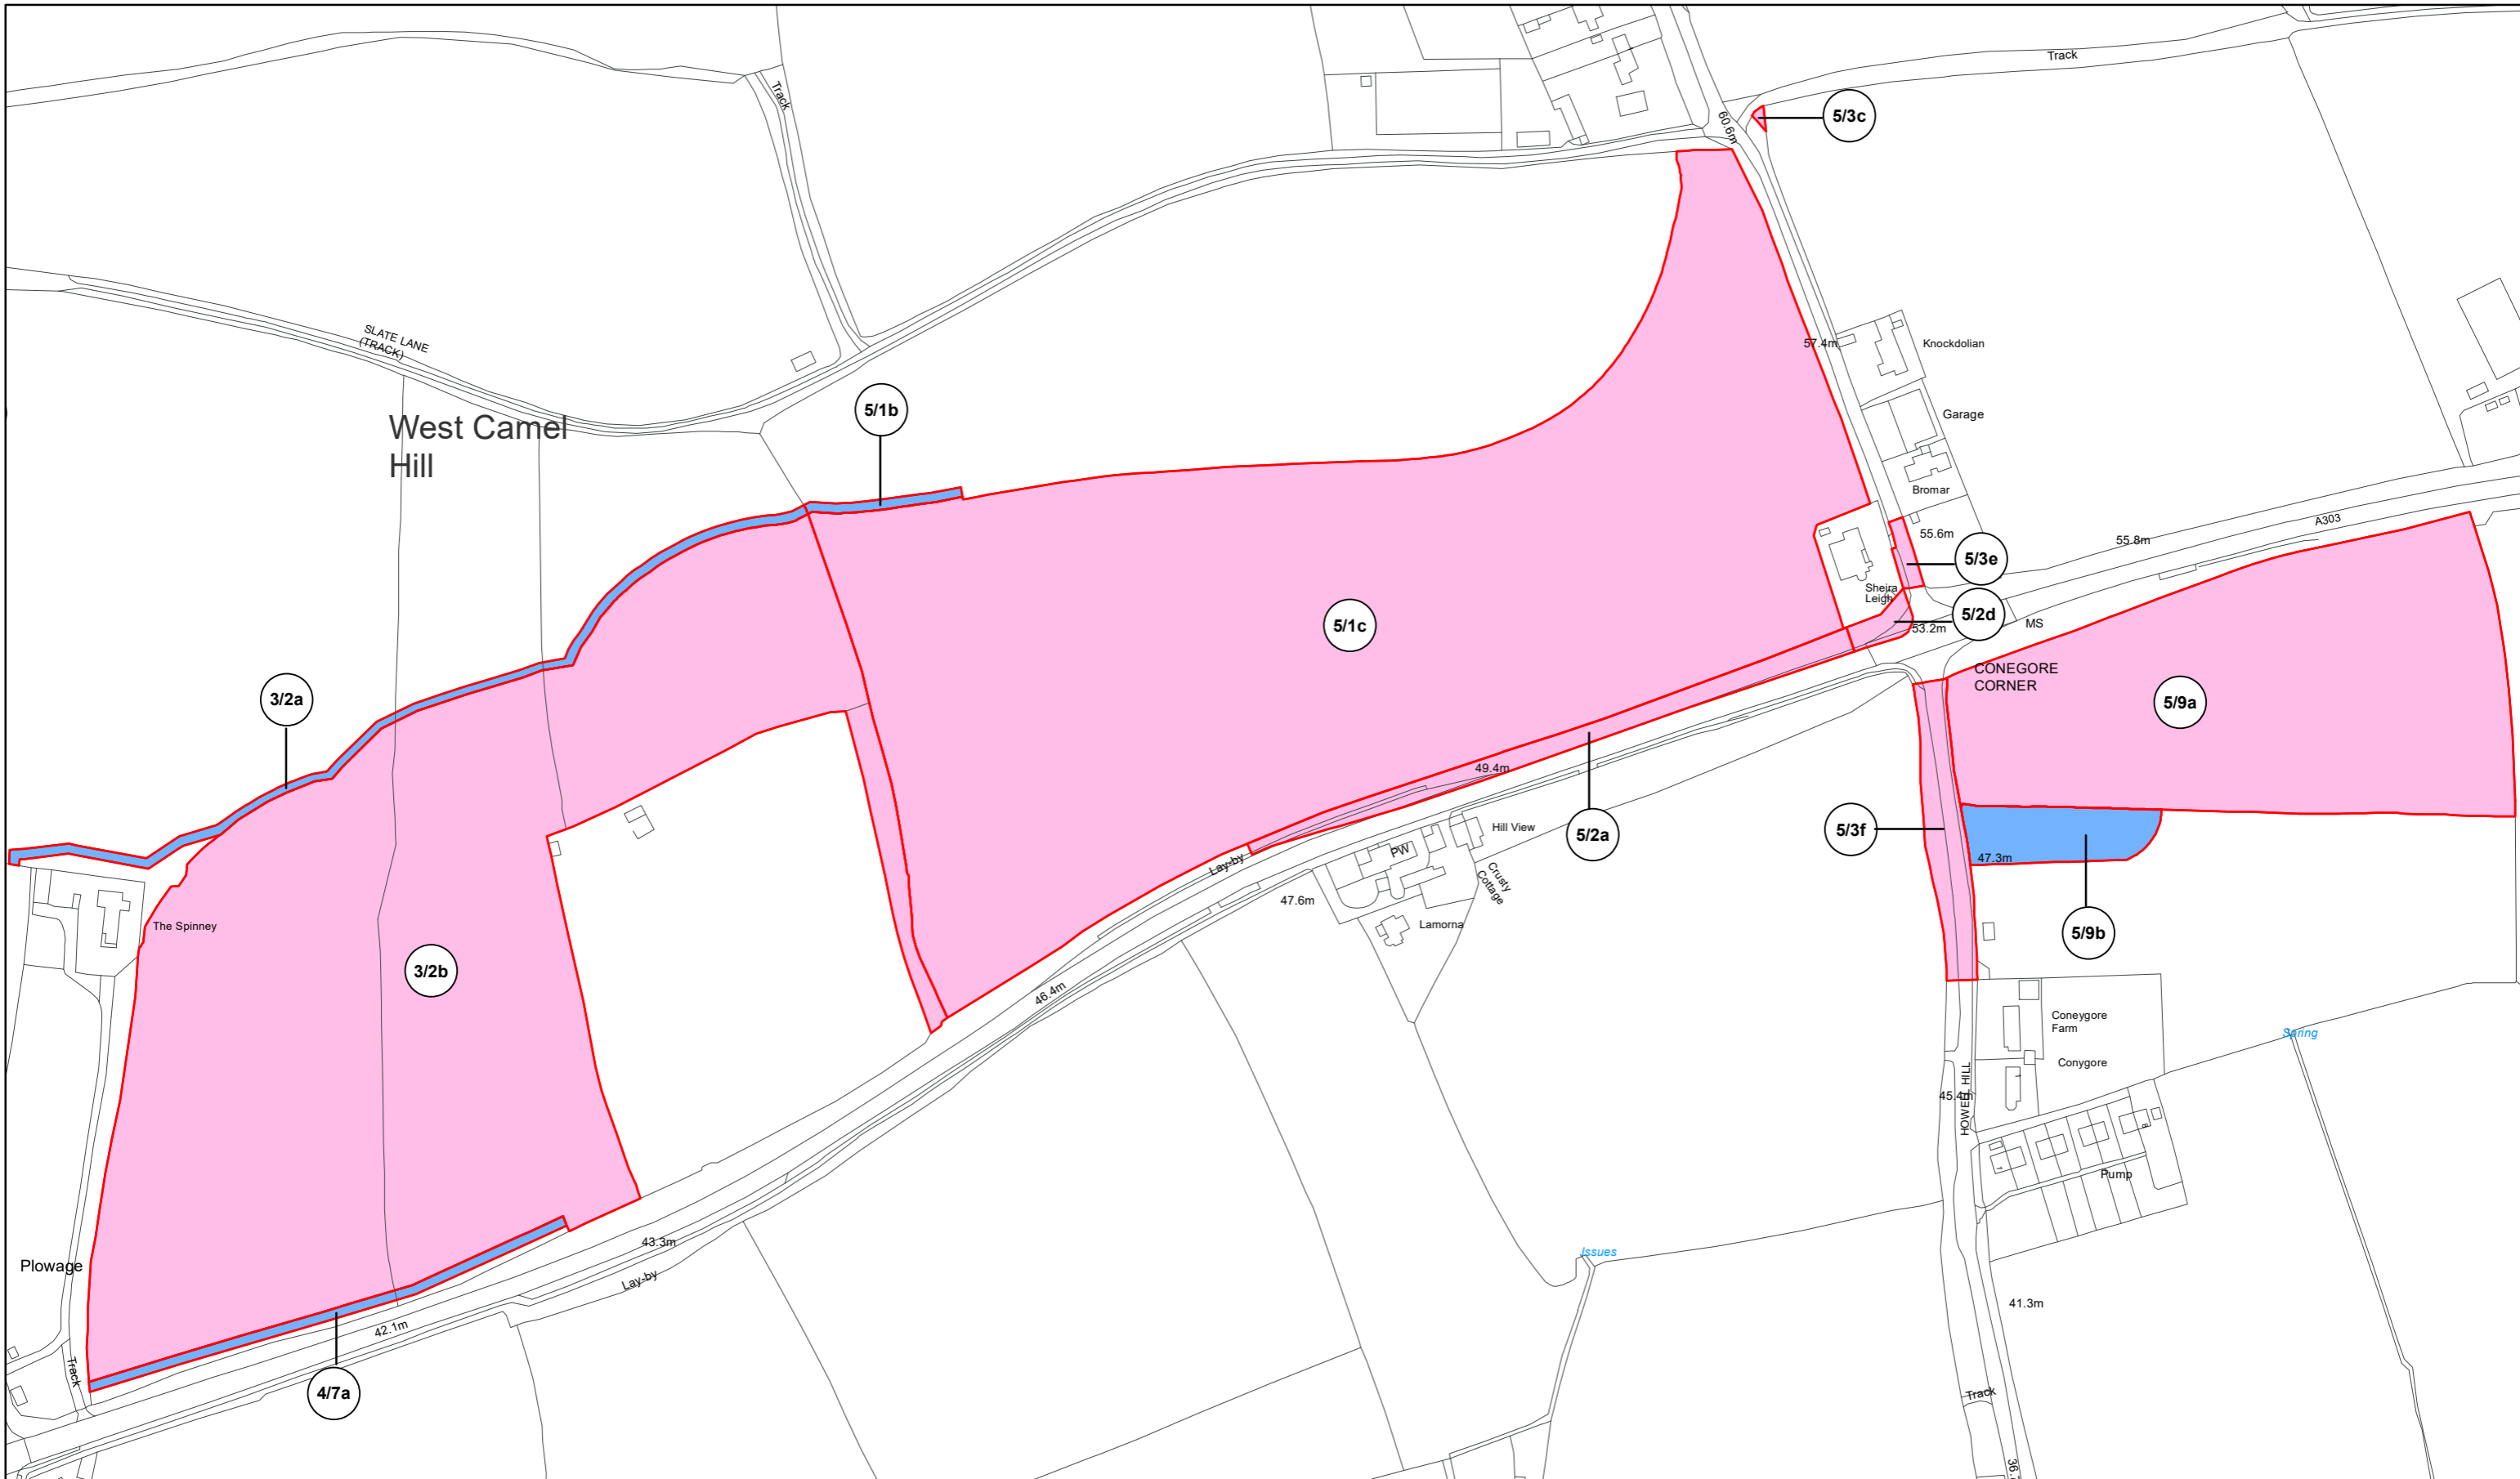 Track
Track
5/3c
60.6m
SLATE LANE
(TRACK)
57.4m
Knockdolian
5/1b
West Camel
Hill
Garage
Bromar
A303
55.6m
55.8m
5/3e
Sheira
Leigh
5/2d
5/1c
53.2m
MS
CONEGORE
CORNER
3/2a
5/9a
49.4m
Hill View
5/2a
5/3f
PW
Lay-by
Crusty
Cottage
47.3m
47.6m
The Spinney
Lamorna
5/9b
3/2b
46.4m
Coneygore
Farm
Spring
Conygore
HOWELL HILL
45.4m
1
8
Pump
1
43.3m
Issues
Plowage
Lay-by
41.3m
42.1m
Track
4/7a
Track